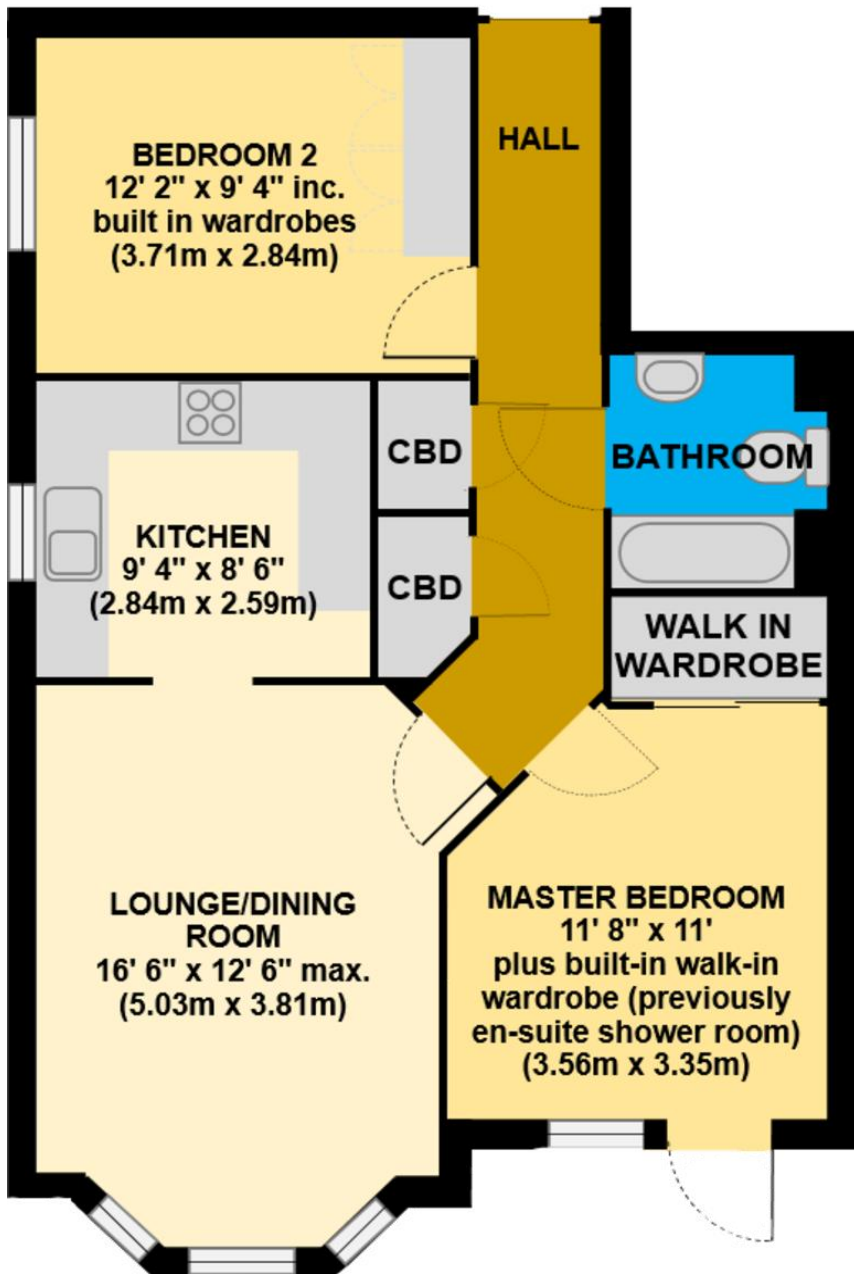 HALL
BEDROOM 2
12' 2" x 9' 4" inc.
built in wardrobes
(3.71m x 2.84m)
CBD
BATHROOM
KITCHEN
9' 4" x 8' 6"
(2.84m x 2.59m)
CBD
WALK IN
WARDROBE
LOUNGE/DINING
ROOM
16' 6" x 12' 6" max.
(5.03m x 3.81m)
MASTER BEDROOM
11' 8" x 11'
plus built-in walk-in
wardrobe (previously
en-suite shower room)
(3.56m x 3.35m)